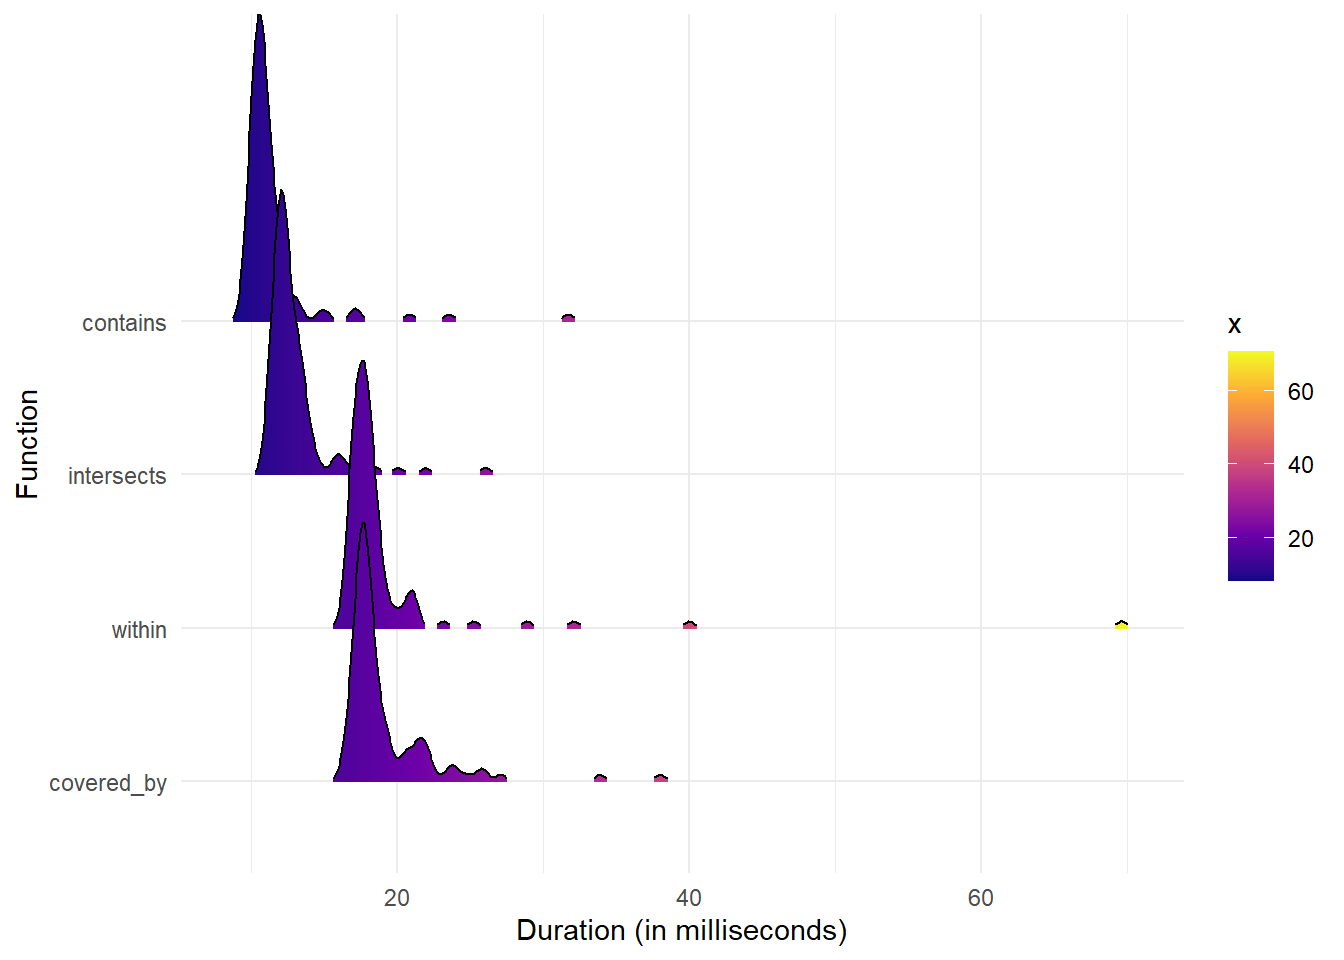 contains
intersects
within
covered_by
Function
20
40
60
Duration (in milliseconds)
x
60
40
20